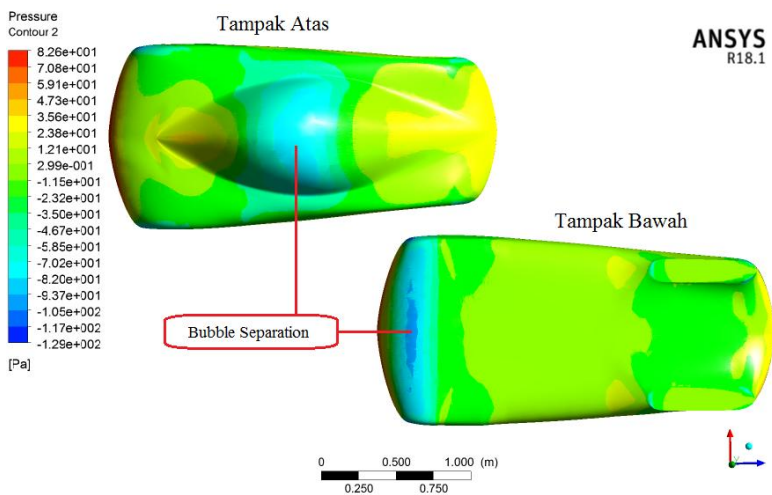 Pressure
Contour 2
Tampak Atas
ANSYS
R18.1
8.26e+001
7.08e+001
5.91e+001
4.73e+001
3.56e+001
2.38e+001
1.21e+001
2.99e-001
-1.15e+001
-2.32e+001
-3.50e+001
-4.67e+001
-5.85e+001
-7.02e+001
-8.20e+001
-9.37e+001
-1.05e+002
-1.17e+002
-1.29e+002
[Pa]
Tampak Bawah
Bubble Separation
0 0.500 1.000 (m)
0.250 0.750